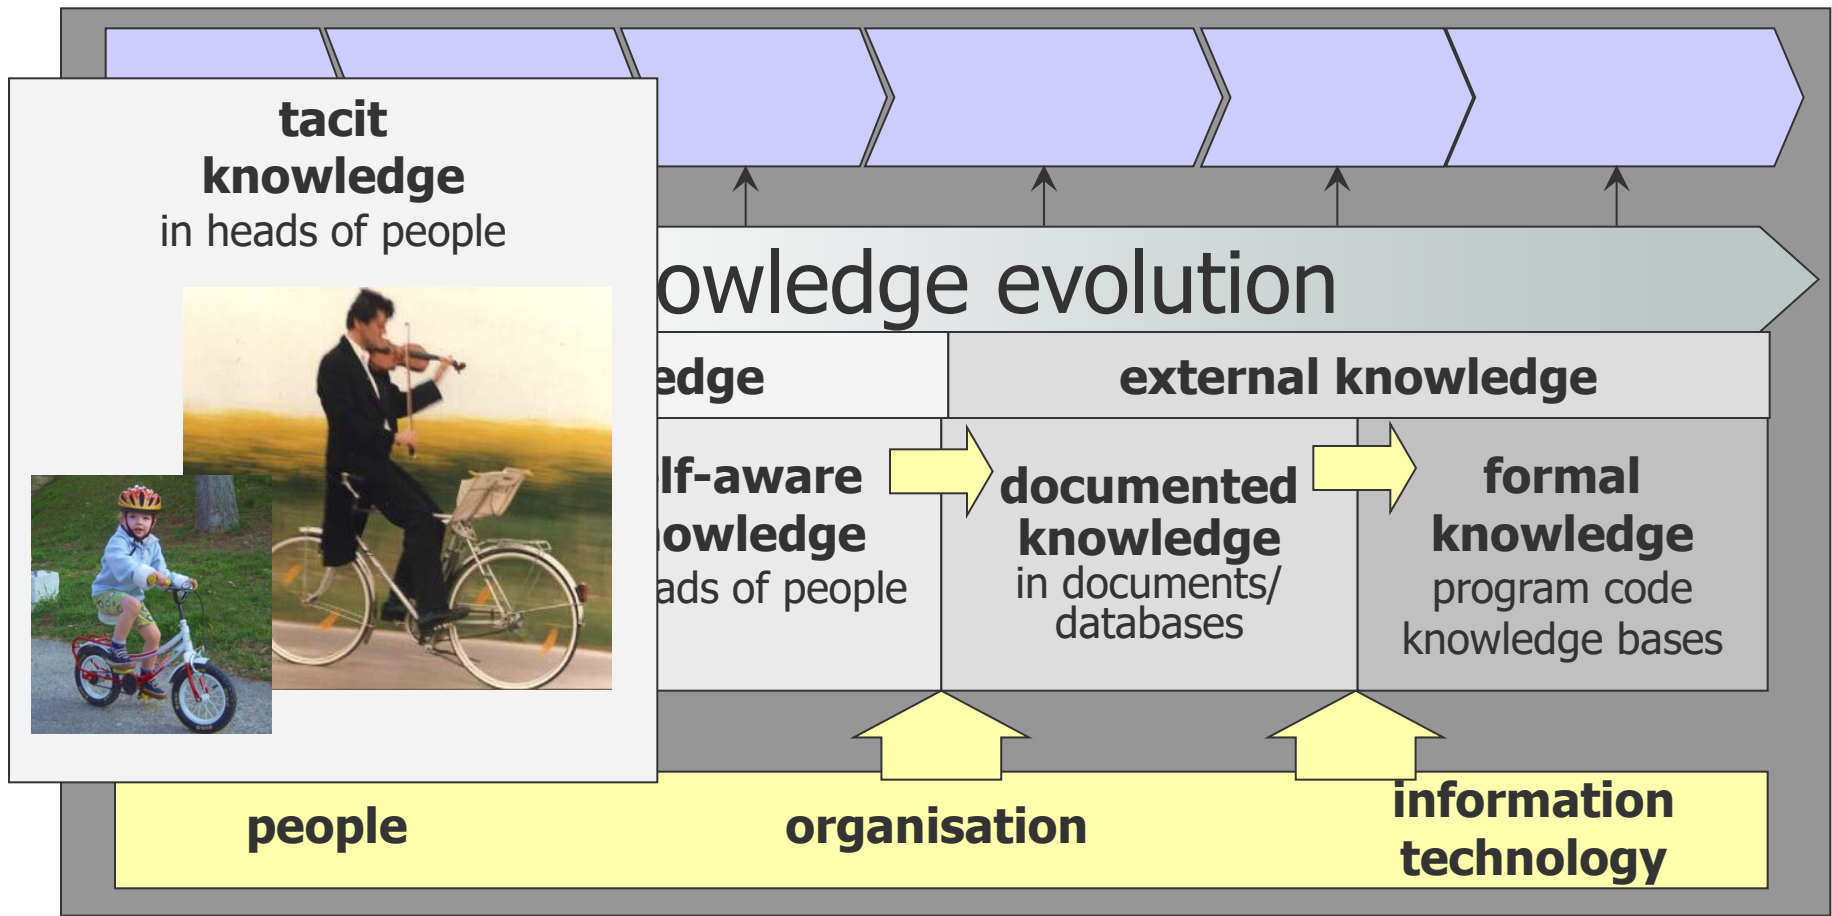 tacit
knowledge
in heads of people
owledge evolution
edge
external knowledge
lf-aware
owledge
ads of people
documented
knowledge
in documents/
databases
formal
knowledge
program code
knowledge bases
people
organisation
information
technology